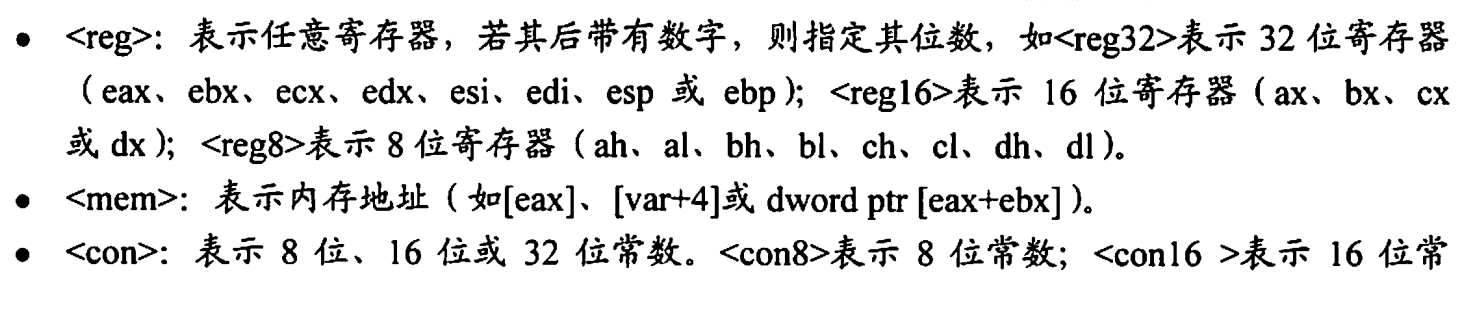 ● <reg>：表示任意寄存器，若其后带有数字，则指定其位数，如<reg32>表示 32 位寄存器
（eax、ebx、ecx、edx、esi、edi、esp 或 ebp）；<reg16>表示 16 位寄存器（ax、bx、cx
或 dx）；<reg8>表示 8 位寄存器（ah、al、bh、bl、ch、cl、dh、dl）。
● <mem>：表示内存地址（如[eax]、[var+4]或 dword ptr [eax+ebx]）。
● <con>：表示 8 位、16 位或 32 位常数。<con8>表示 8 位常数；<con16 >表示 16 位常